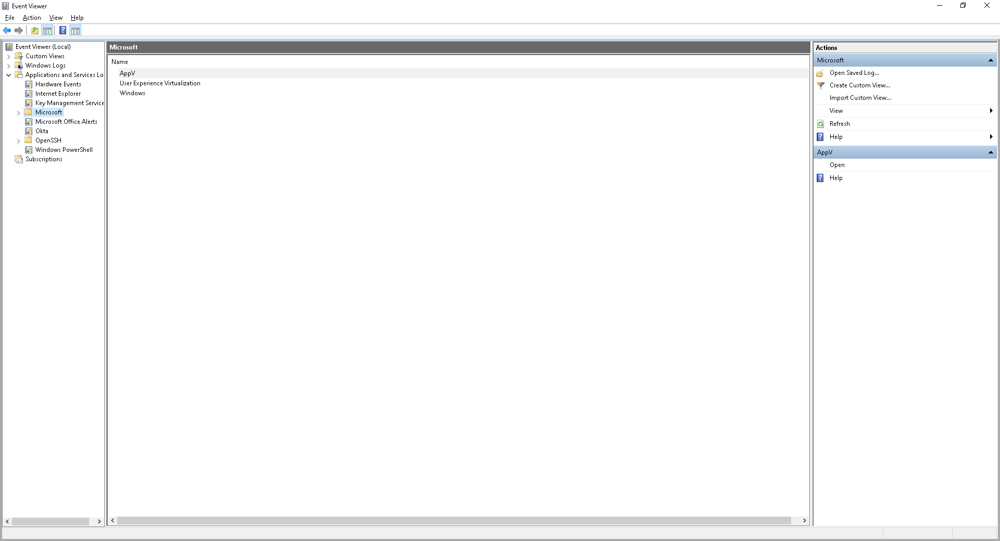 Event Viewer
File Action View Help
Event Viewer (Local)
Custom Views
Windows Logs
Applications and Services Lo
Hardware Events
Internet Explorer
Key Management Service
Microsoft
Microsoft Office Alerts
Okta
OpenSSH
Windows PowerShell
Subscriptions
Microsoft
Name
AppV
User Experience Virtualization
Windows
Actions
Microsoft
Open Saved Log...
Create Custom View...
Import Custom View...
View
Refresh
Help
AppV
Open
Help